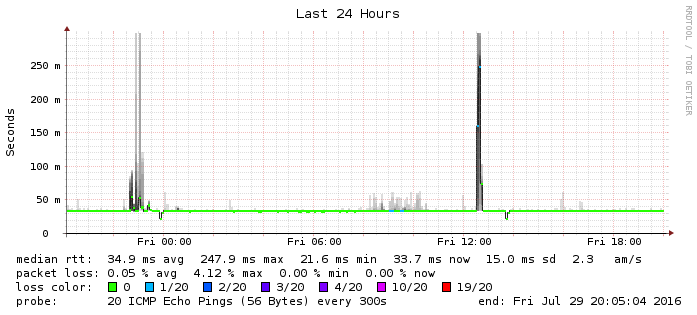 Last 24 Hours
RRDTOOL / TOBI OETIKER
Seconds
250 m
200 m
150 m
100 m
50 m
0
Fri 00:00 Fri 06:00 Fri 12:00 Fri 18:00
median rtt: 34.9 ms avg 247.9 ms max 21.6 ms min 33.7 ms now 15.0 ms sd 2.3 am/s
packet loss: 0.05 % avg 4.12 % max 0.00 % min 0.00 % now
loss color: 0 1/20 2/20 3/20 4/20 10/20 19/20
probe: 20 ICMP Echo Pings (56 Bytes) every 300s end: Fri Jul 29 20:05:04 2016